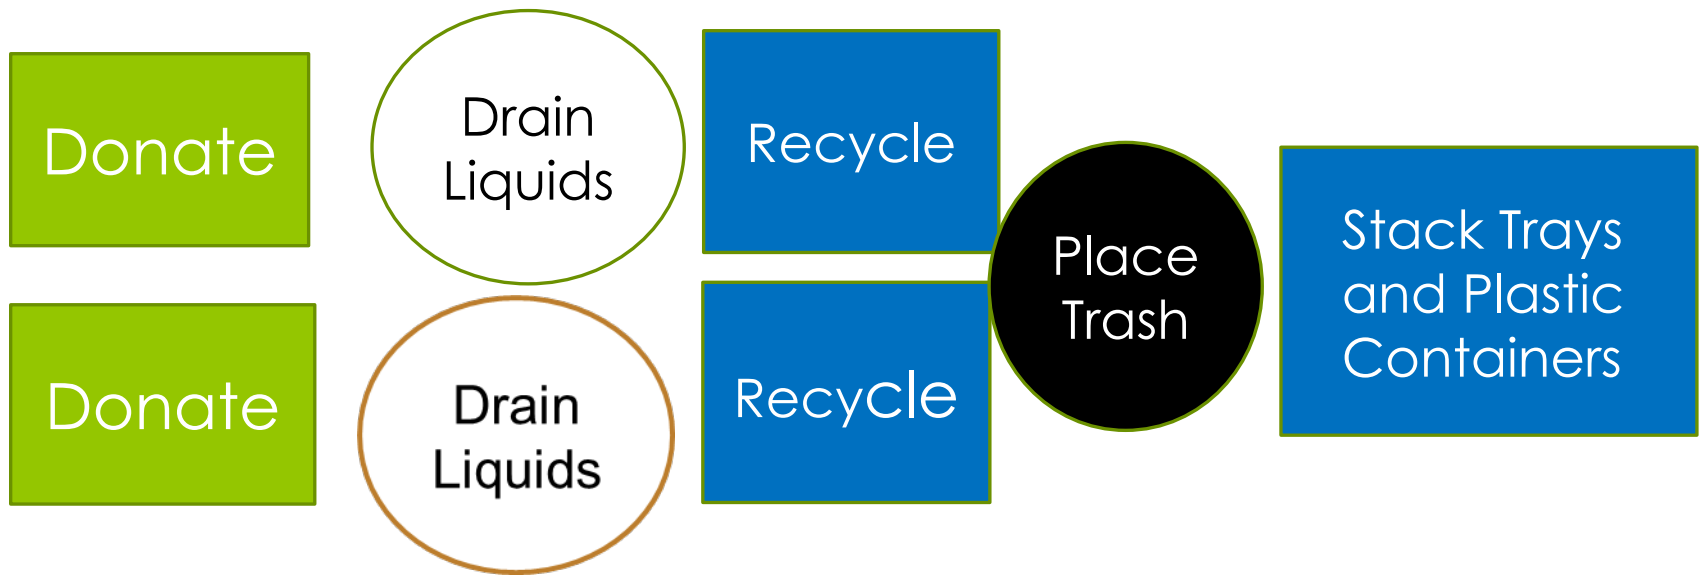 Donate
Drain
Liquids
Recycle
Donate
Drain
Liquids
Recycle
Place
Trash
Stack Trays
and Plastic
Containers